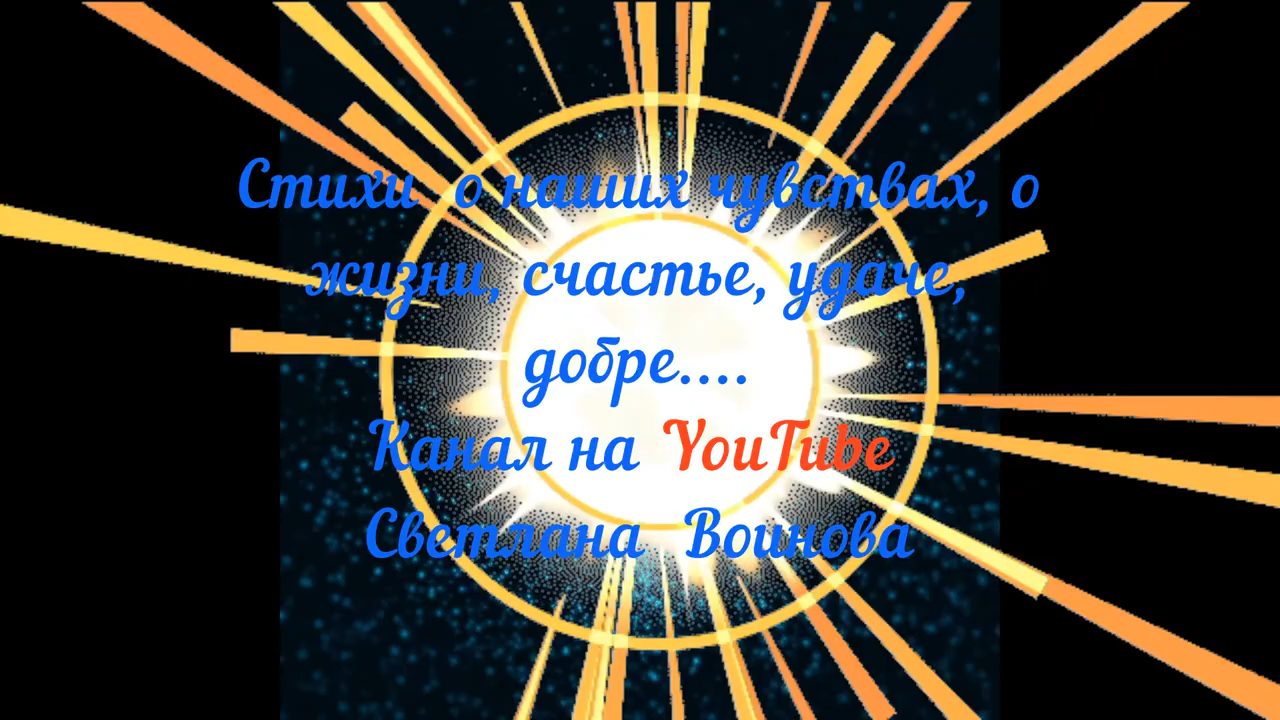 Стихи о наших чувствах, о
жизни, счастье, удаче,
добре....
Канал на YouTube
Светлана Воинова